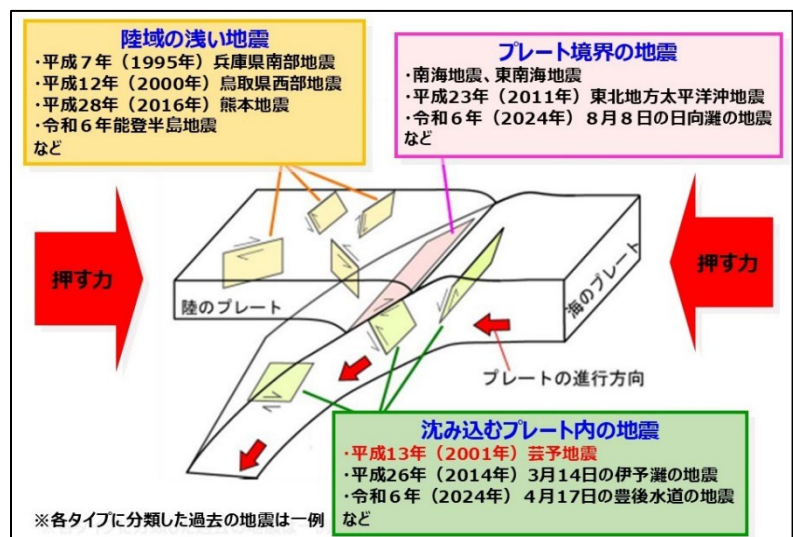 陸域の浅い地震
・平成7年（1995年）兵庫県南部地震
・平成12年（2000年）鳥取県西部地震
・平成28年（2016年）熊本地震
・令和６年能登半島地震
など
プレート境界の地震
・南海地震、東南海地震
・平成23年（2011年）東北地方太平洋沖地震
・令和６年（2024年）８月８日の日向灘の地震
など
押す力
押す力
陸のプレート
海のプレート
プレートの進行方向
沈み込むプレート内の地震
・平成13年（2001年）芸予地震
・平成26年（2014年）3月14日の伊予灘の地震
・令和６年（2024年）４月17日の豊後水道の地震
など
※各タイプに分類した過去の地震は一例